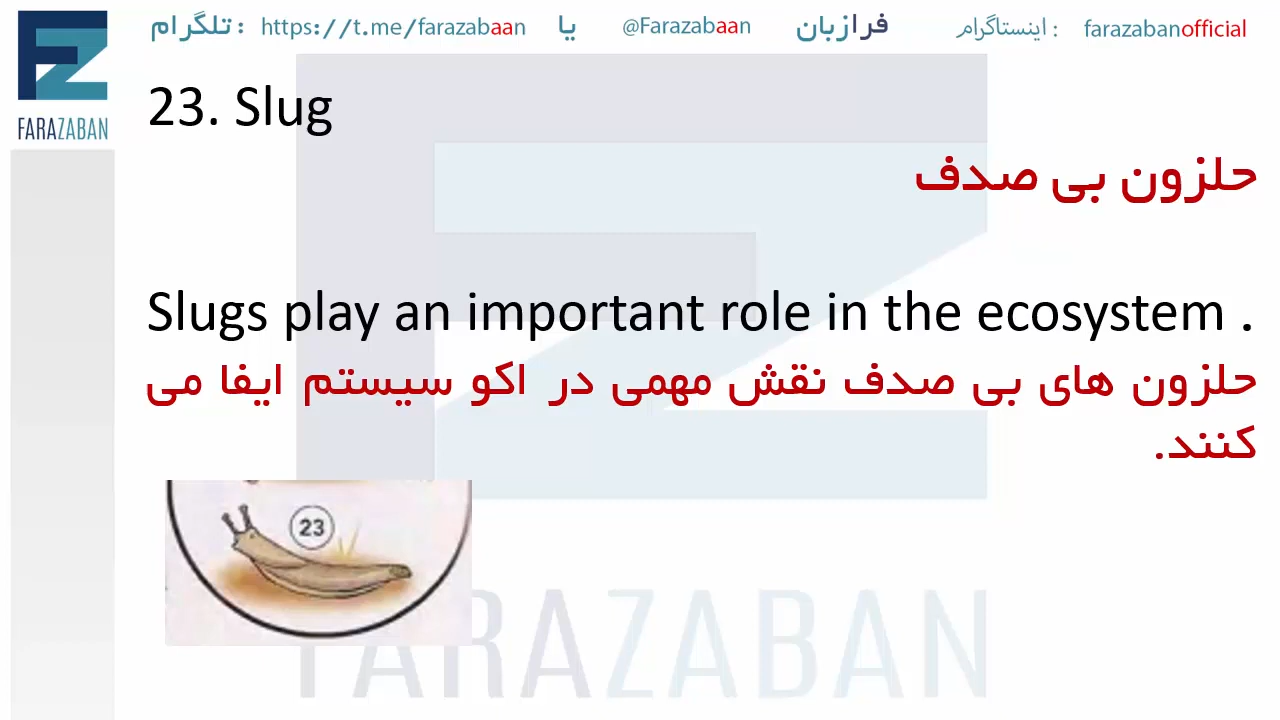 تلگرام : https://t.me/farazabaan یا @Farazabaan فرازبان اینستاگرام : farazabanofficial
FARAZABAN
23. Slug
حلزون بی صدف
Slugs play an important role in the ecosystem .
حلزون های بی صدف نقش مهمی در اکو سیستم ایفا می
کنند.
23
FARAZABAN